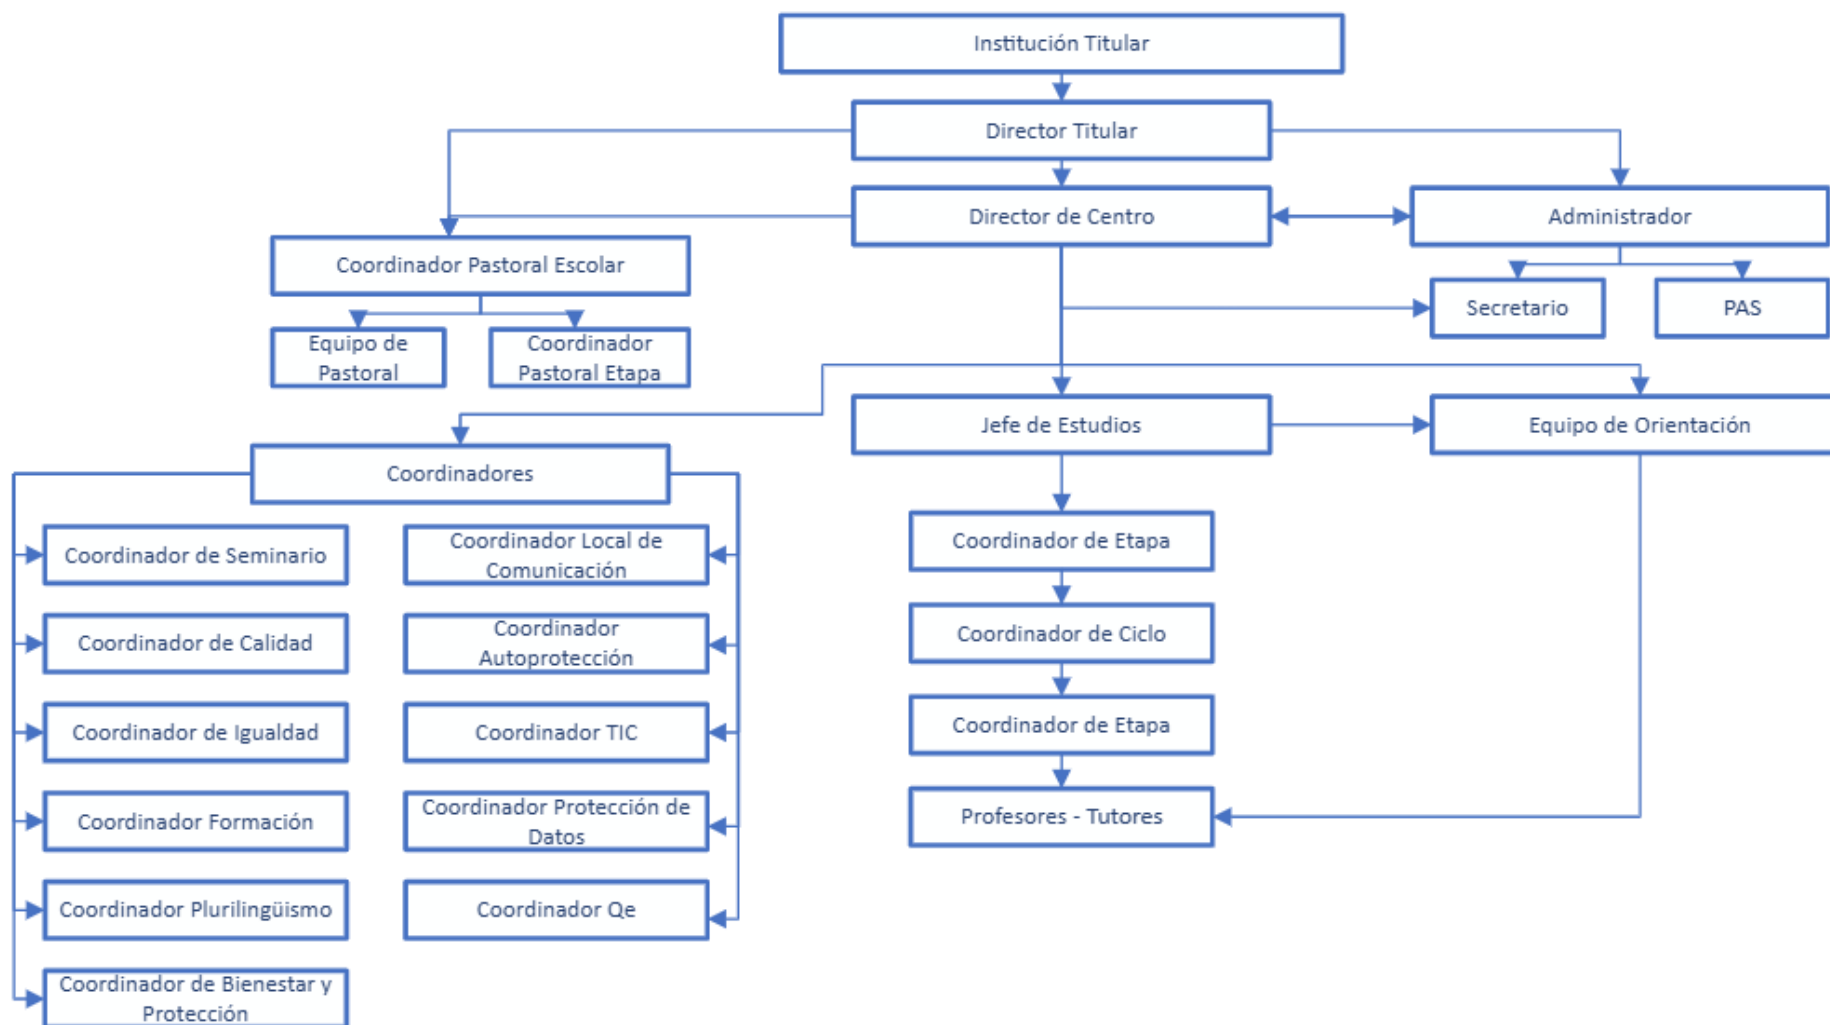 Institución Titular
Director Titular
Director de Centro
Administrador
Coordinador Pastoral Escolar
Secretario
PAS
Equipo de
Pastoral
Coordinador
Pastoral Etapa
Jefe de Estudios
Equipo de Orientación
Coordinadores
Coordinador de Seminario
Coordinador Local de
Comunicación
Coordinador de Etapa
Coordinador de Calidad
Coordinador
Autoprotección
Coordinador de Ciclo
Coordinador de Igualdad
Coordinador TIC
Coordinador de Etapa
Coordinador Formación
Coordinador Protección de
Datos
Profesores - Tutores
Coordinador Plurilingüismo
Coordinador Qe
Coordinador de Bienestar y
Protección